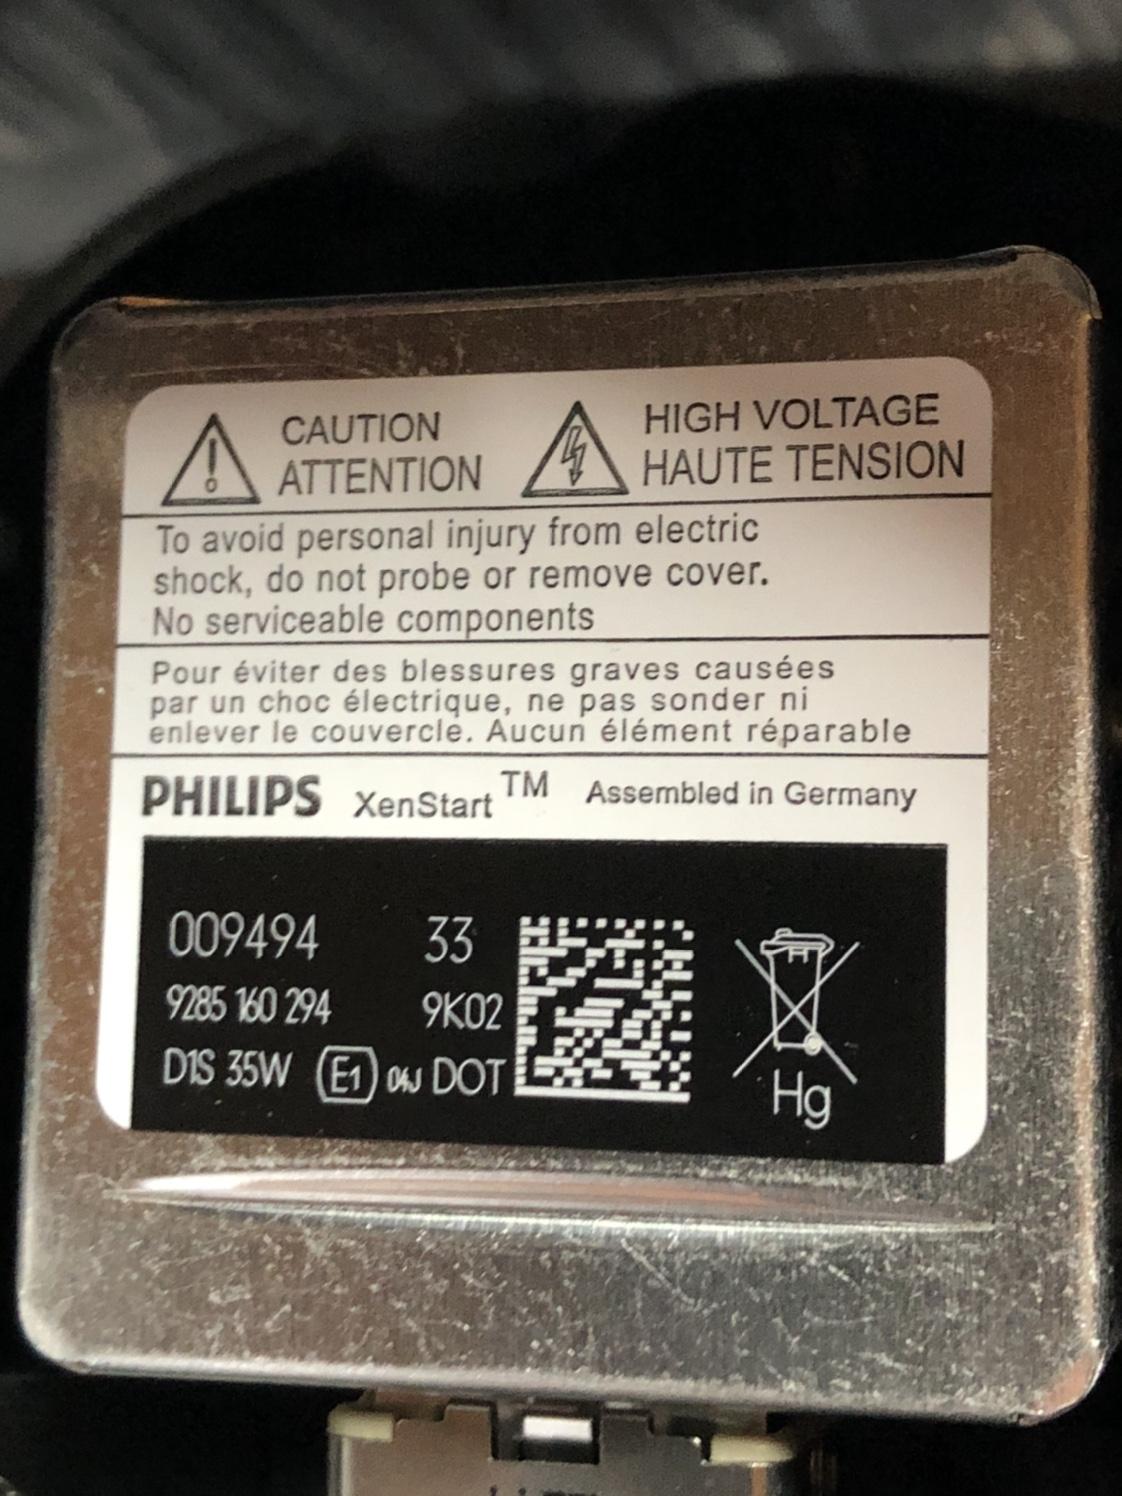 CAUTION
ATTENTION
HIGH VOLTAGE
HAUTE TENSION
To avoid personal injury from electric
shock, do not probe or remove cover.
No serviceable components
Pour éviter des blessures graves causées
par un choc électrique, ne pas sonder ni
enlever le couvercle. Aucun élément réparable
PHILIPS XenStart™ Assembled in Germany
009494 33
9285 160 294 9K02
D1S 35W E1 04J DOT
Hg